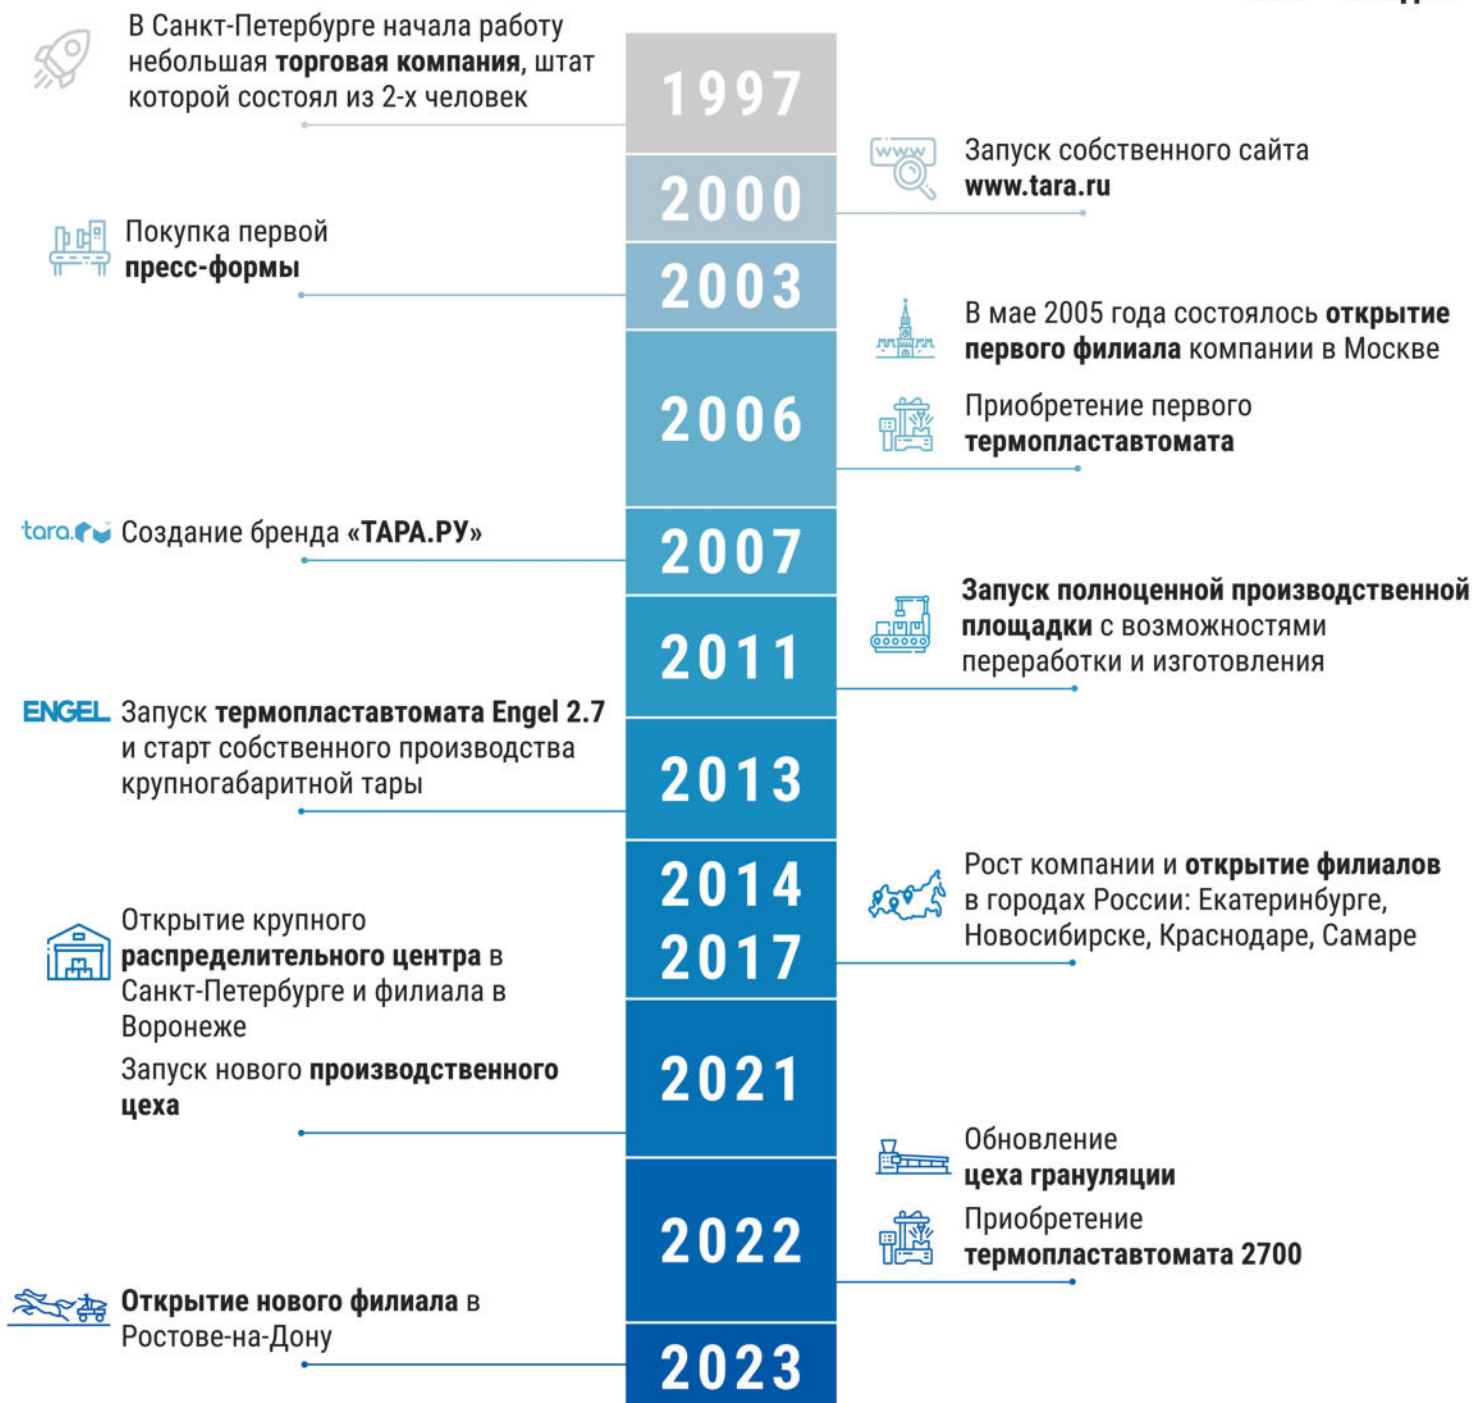 В Санкт-Петербурге начала работу
небольшая торговая компания, штат
которой состоял из 2-х человек
1997
www
Запуск собственного сайта
www.tara.ru
2000
Покупка первой
пресс-формы
2003
В мае 2005 года состоялось открытие
первого филиала компании в Москве
Приобретение первого
термопластавтомата
2006
tara.ru
Создание бренда «ТАРА.РУ»
2007
Запуск полноценной производственной
площадки с возможностями
переработки и изготовления
2011
ENGEL
Запуск термопластавтомата Engel 2.7
и старт собственного производства
крупногабаритной тары
2013
Рост компании и открытие филиалов
в городах России: Екатеринбурге,
Новосибирске, Краснодаре, Самаре
2014
2017
Открытие крупного
распределительного центра в
Санкт-Петербурге и филиала в
Воронеже
Запуск нового производственного
цеха
2021
Обновление
цеха грануляции
Приобретение
термопластавтомата 2700
2022
Открытие нового филиала в
Ростове-на-Дону
2023